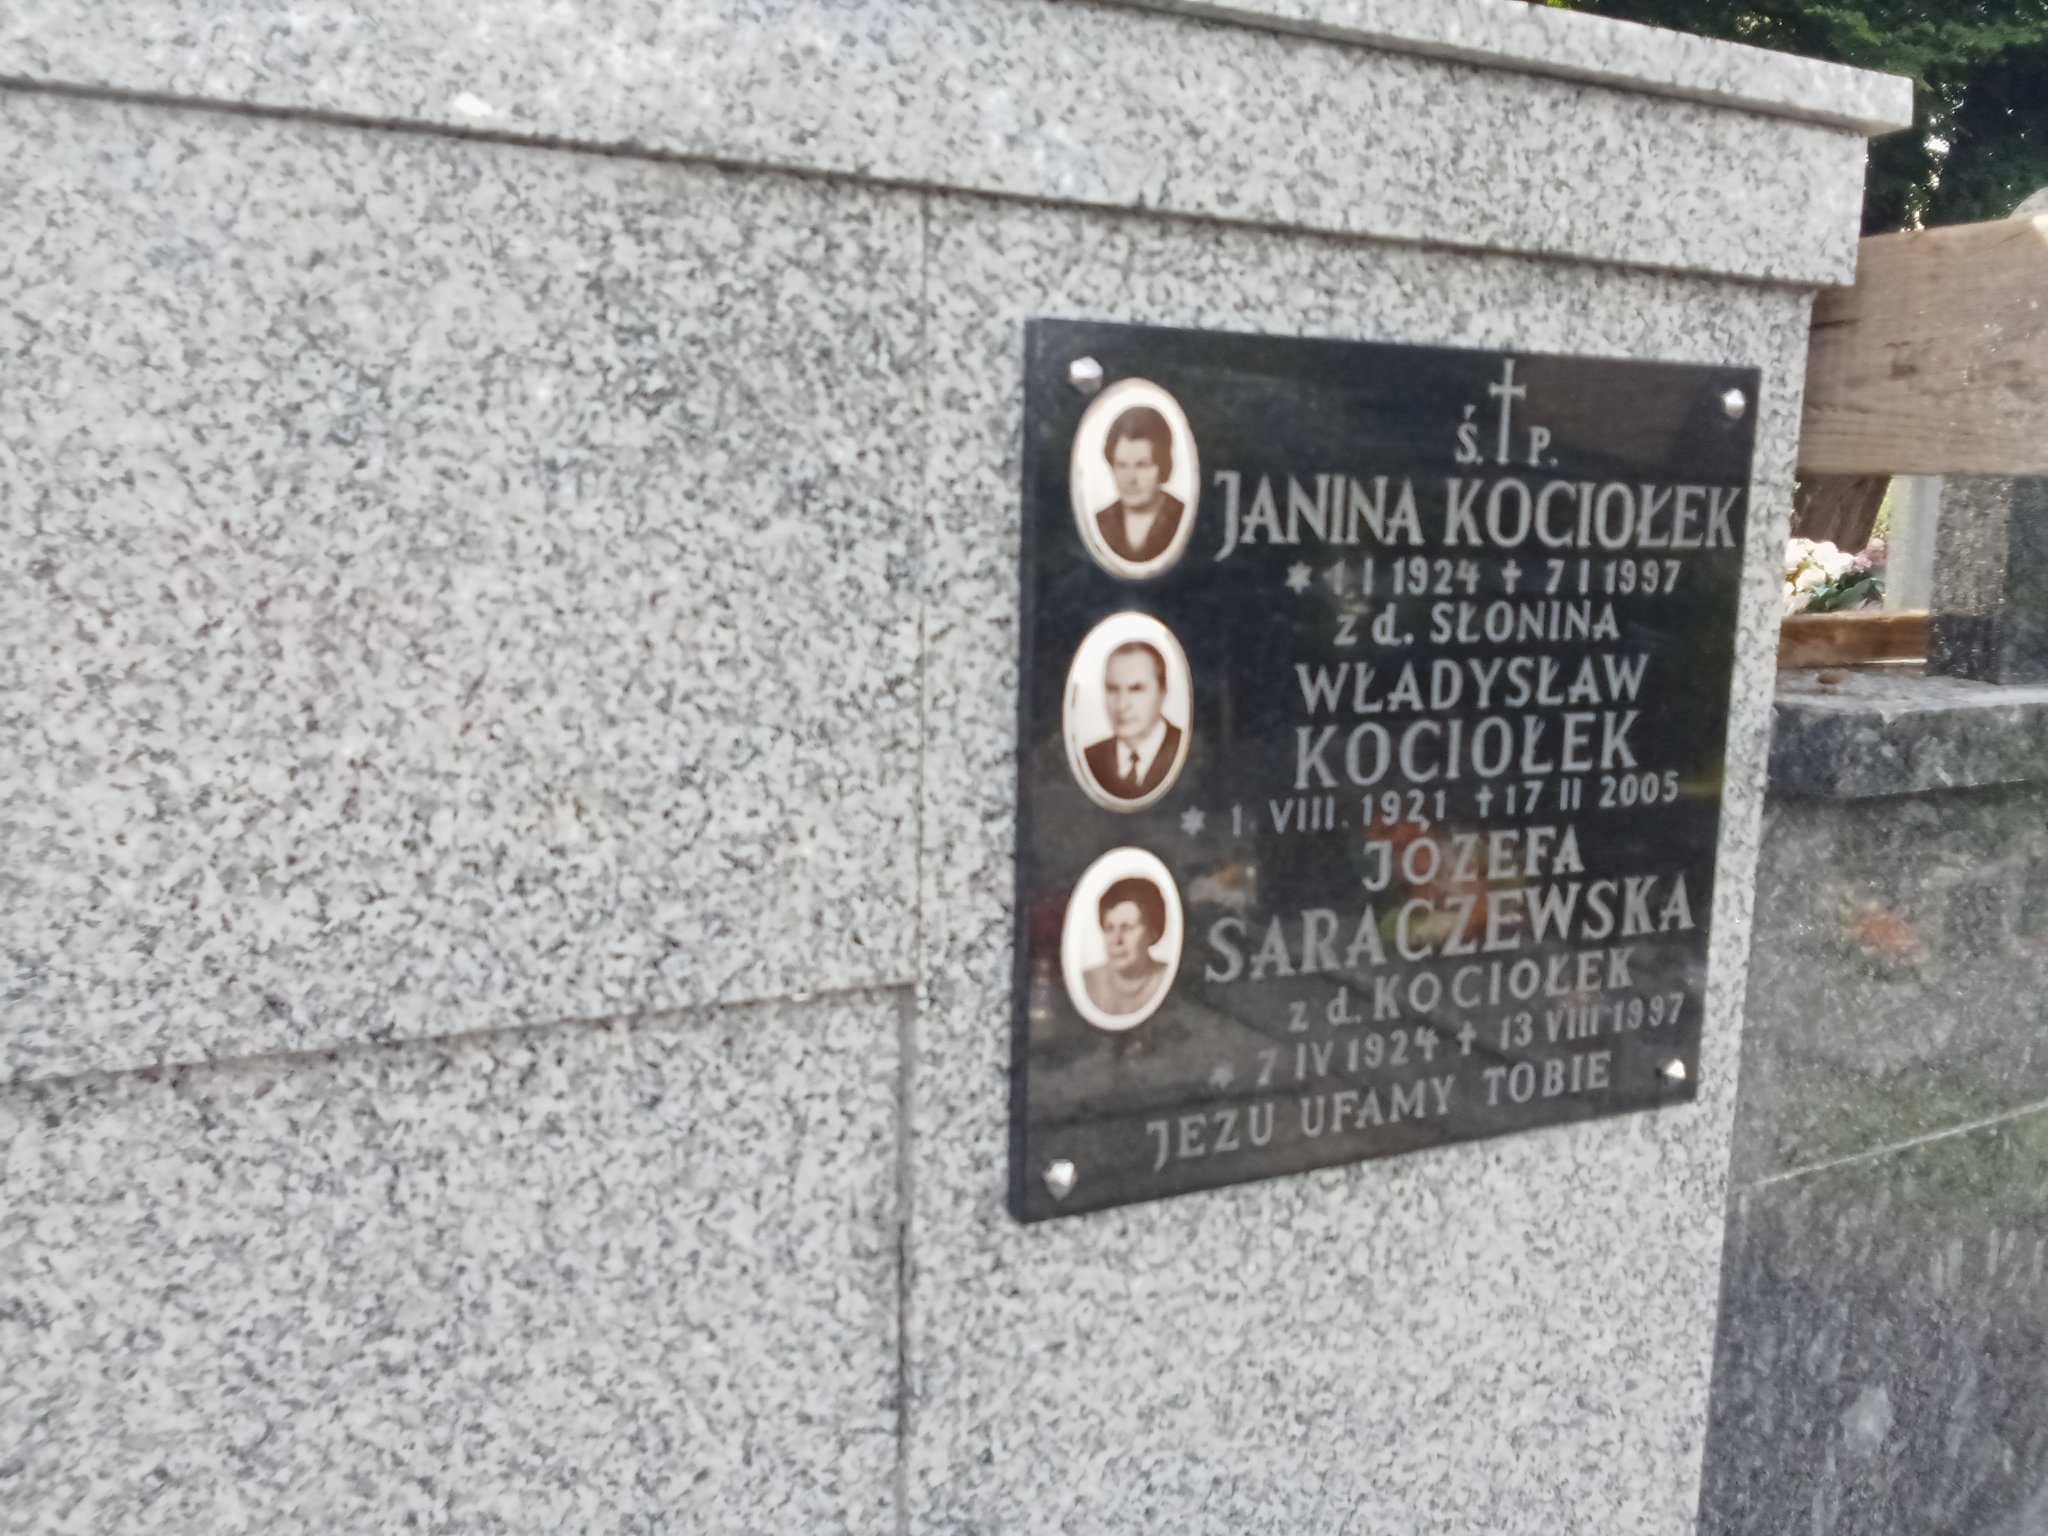 Ś. † P.
JANINA KOCIOŁEK
* 1 I 1924 † 7 I 1997
z d. SŁONINA
WŁADYSŁAW
KOCIOŁEK
* 1 VIII. 1921 † 17 II 2005
JÓZEFA
SARACZEWSKA
z d. KOCIOŁEK
* 7 IV 1924 † 13 VIII 1997
JEZU UFAMY TOBIE